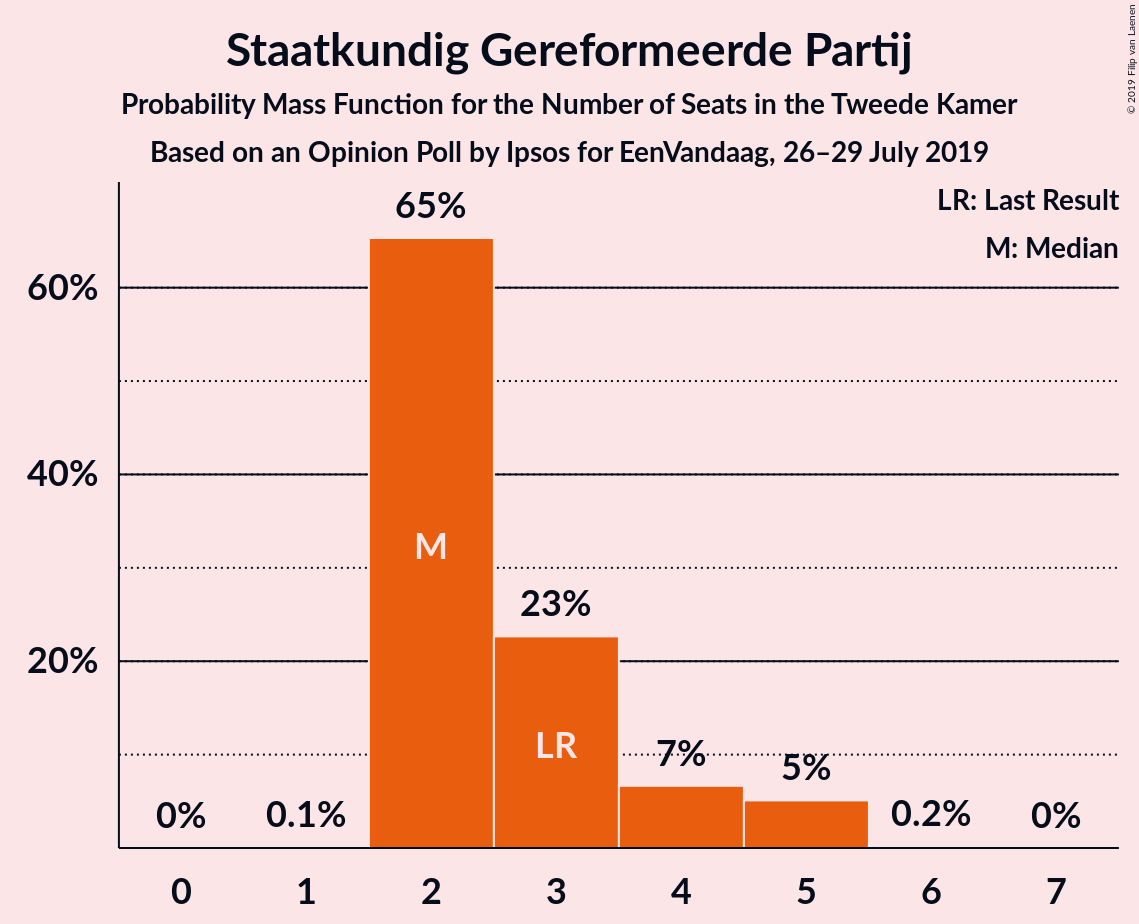 Staatkundig Gereformeerde Partij
Probability Mass Function for the Number of Seats in the Tweede Kamer
Based on an Opinion Poll by Ipsos for EenVandaag, 26–29 July 2019
© 2019 Filip van Laenen
LR: Last Result
M: Median
65%
60%
40%
M
23%
20%
LR
7%
5%
0%
0.1%
0.2%
0%
0 1 2 3 4 5 6 7